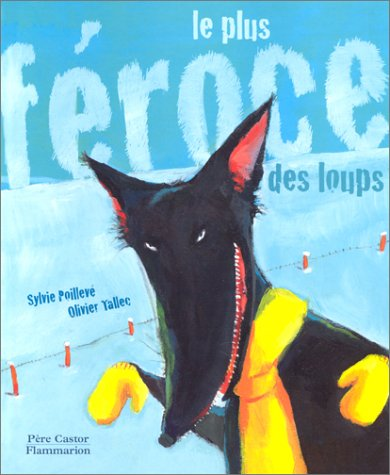 le plus
féroce
des loups
Sylvie Poillevé
Olivier Tallec
Père Castor
Flammarion